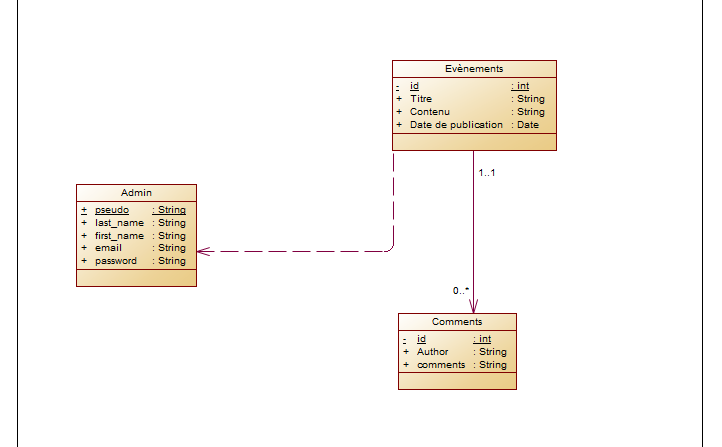 Evènements
- id : int
+ Titre : String
+ Contenu : String
+ Date de publication : Date
1..1
Admin
+ pseudo : String
+ last_name : String
+ first_name : String
+ email : String
+ password : String
0..*
Comments
- id : int
+ Author : String
+ comments : String